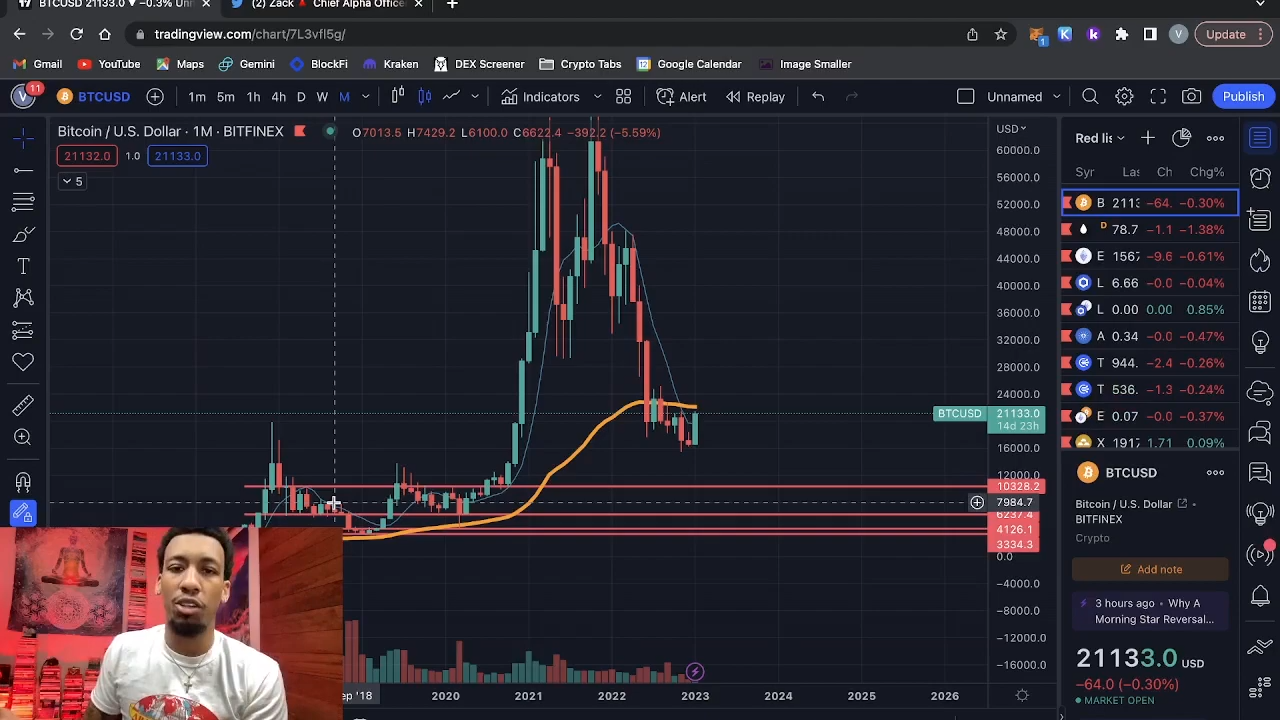 BTCUSD 21133.0 ▼ −0.3% Un
(2) Zack Chief Alpha Office
tradingview.com/chart/7L3vfl5g/
1
V
Update
Gmail YouTube Maps Gemini BlockFi Kraken DEX Screener Crypto Tabs Google Calendar Image Smaller
V 11 BTCUSD 1m 5m 1h 4h D W M Indicators Alert Replay Unnamed Publish
Bitcoin / U.S. Dollar · 1M · BITFINEX O7013.5 H7429.2 L6100.0 C6622.4 −392.2 (−5.59%)
21132.0 1.0 21133.0
5
USD
60000.0
56000.0
52000.0
48000.0
44000.0
40000.0
36000.0
32000.0
28000.0
24000.0
BTCUSD 21133.0
14d 23h
16000.0
12000.0
10328.2
7984.7
6237.4
4126.1
3334.3
0.0
−4000.0
−8000.0
−12000.0
−16000.0
ep '18 2020 2021 2022 2023 2024 2025 2026
Red lis
Syr Las Ch Chg%
B 2113 −64. −0.30%
D 78.7 −1.1 −1.38%
E 1567 −9.6 −0.61%
L 6.66 −0.0 −0.04%
L 0.00 0.00 0.85%
A 0.34 −0.0 −0.47%
T 944. −2.4 −0.26%
T 536. −1.3 −0.24%
E 0.07 −0.0 −0.37%
X 1917 1.71 0.09%
BTCUSD
Bitcoin / U.S. Dollar
BITFINEX
Crypto
Add note
3 hours ago • Why A
Morning Star Reversal...
21133.0 USD
−64.0 (−0.30%)
MARKET OPEN